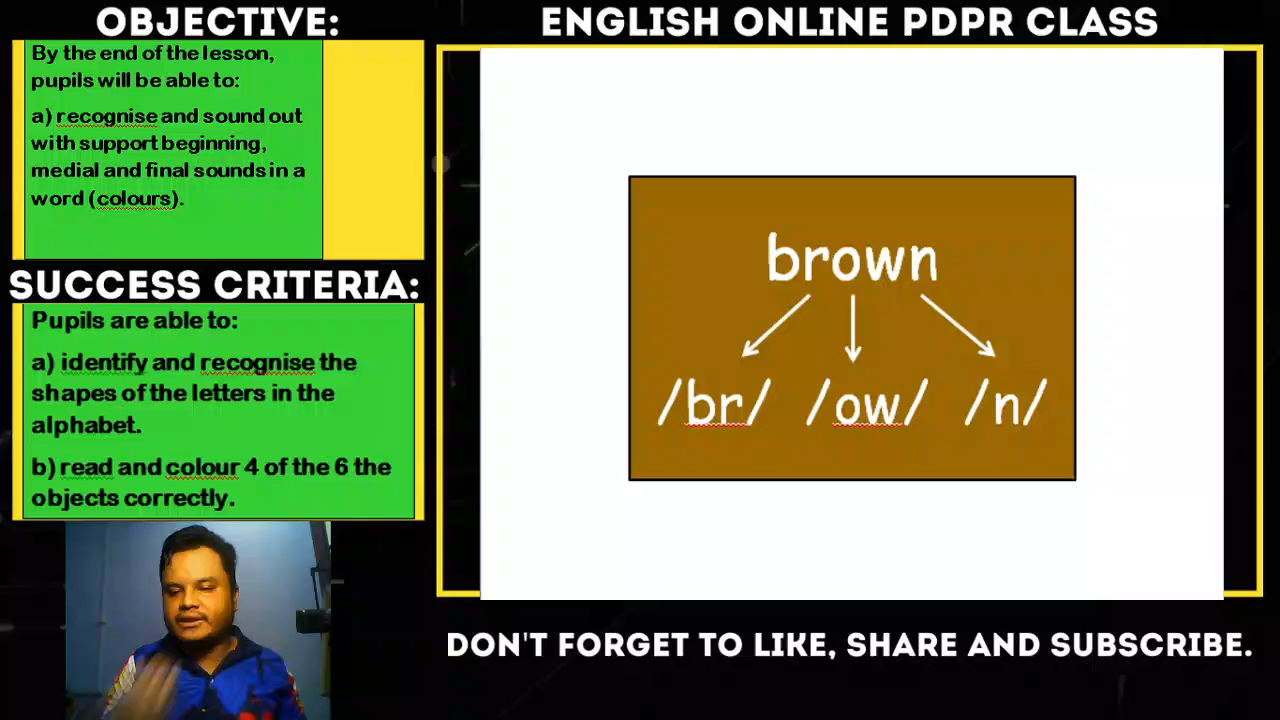 OBJECTIVE:
By the end of the lesson,
pupils will be able to:
a) recognise and sound out
with support beginning,
medial and final sounds in a
word (colours).
SUCCESS CRITERIA:
Pupils are able to:
a) identify and recognise the
shapes of the letters in the
alphabet.
b) read and colour 4 of the 6 the
objects correctly.
ENGLISH ONLINE PDPR CLASS
brown
/br/ /ow/ /n/
DON'T FORGET TO LIKE, SHARE AND SUBSCRIBE.